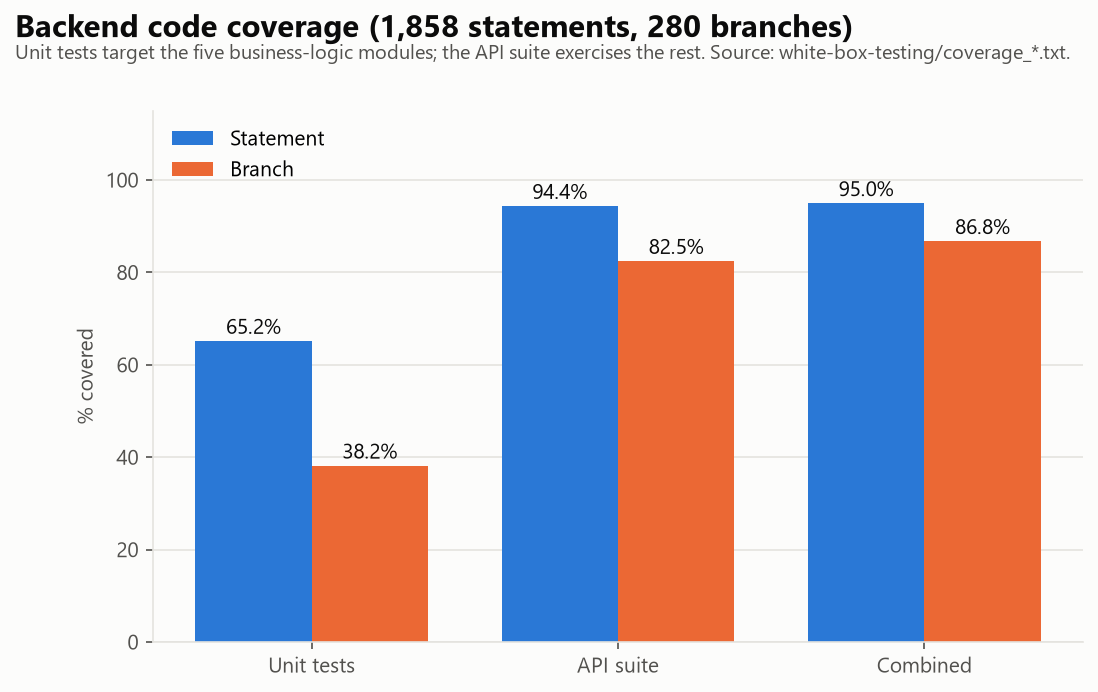 Backend code coverage (1,858 statements, 280 branches)
Unit tests target the five business-logic modules; the API suite exercises the rest. Source: white-box-testing/coverage_*.txt.
Statement
Branch
% covered
100
80
60
40
20
0
65.2%
38.2%
94.4%
82.5%
95.0%
86.8%
Unit tests
API suite
Combined